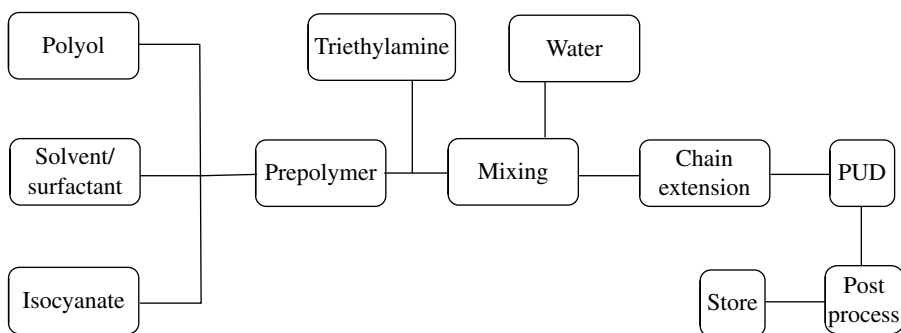 Polyol
Triethylamine
Water
Solvent/
surfactant
Prepolymer
Mixing
Chain
extension
PUD
Isocyanate
Store
Post
process